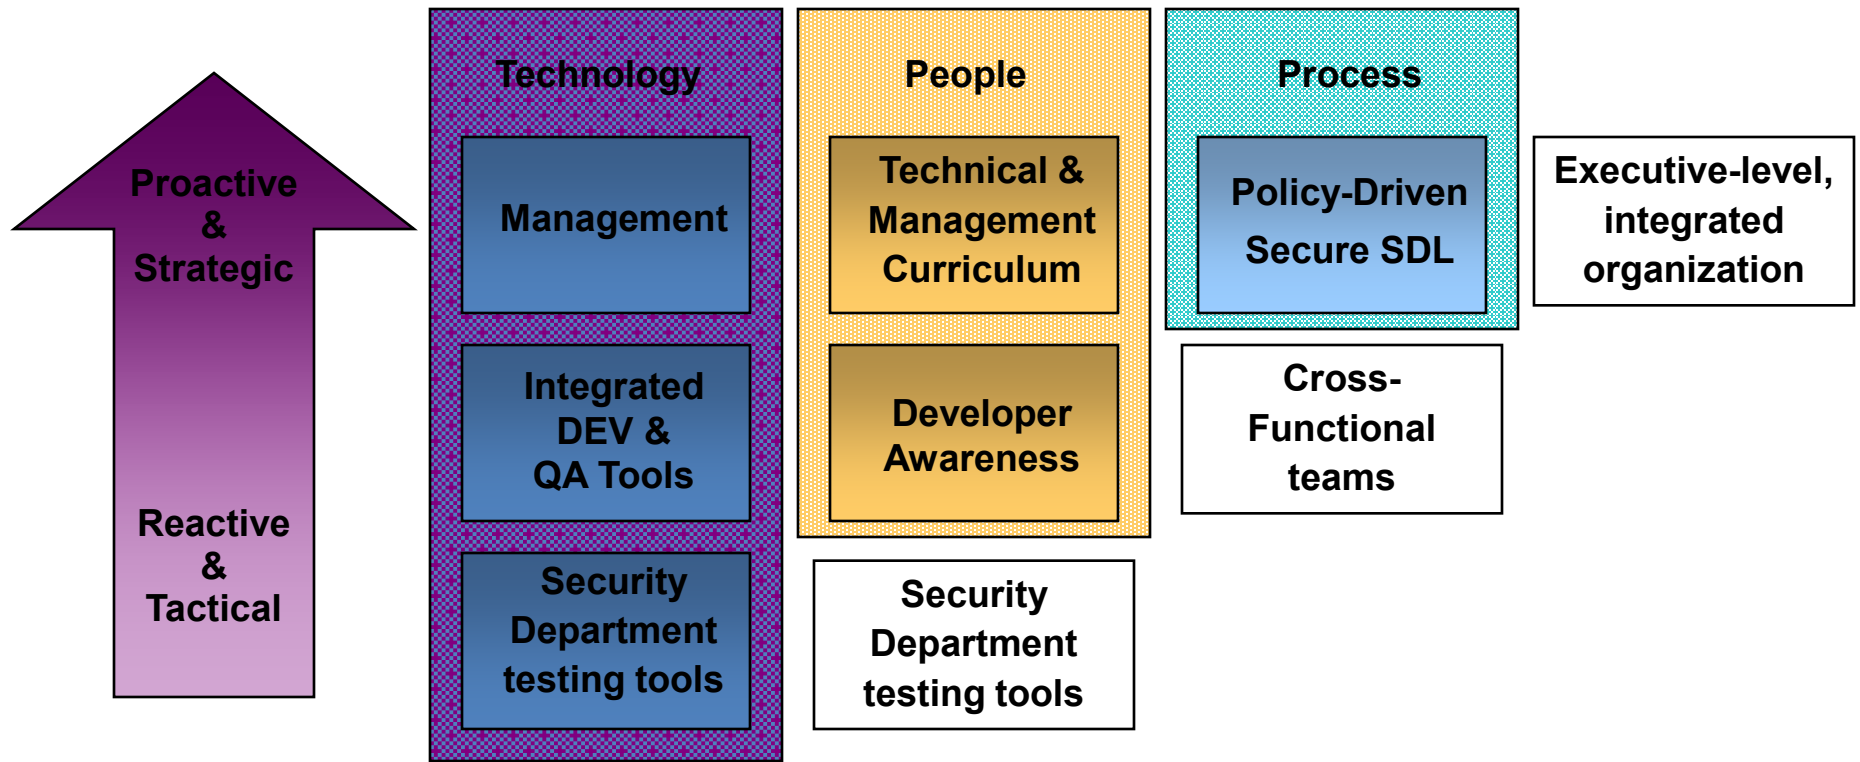 Technology
People
Process
Proactive
&
Strategic
Reactive
&
Tactical
Management
Technical &
Management
Curriculum
Policy-Driven
Secure SDL
Executive-level,
integrated
organization
Integrated
DEV &
QA Tools
Developer
Awareness
Cross-
Functional
teams
Security
Department
testing tools
Security
Department
testing tools